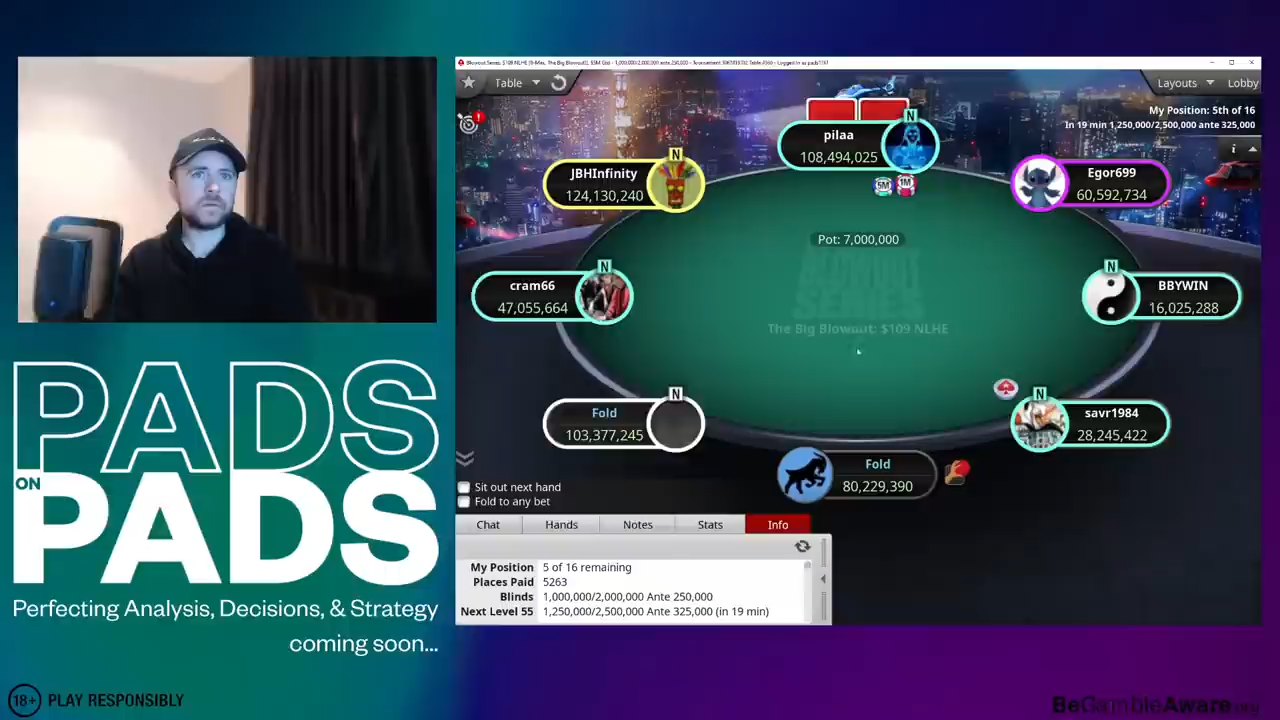 Table
Layouts
Lobby
My Position: 5th of 16
In 19 min 1,250,000/2,500,000 ante 325,000
i
pilaa
108,494,025
N
JBHInfinity
124,130,240
N
Egor699
60,592,734
5M
1M
Pot: 7,000,000
cram66
47,055,664
N
BBYWIN
16,025,288
N
BLOWOUT
SERIES
The Big Blowout: $109 NLHE
Fold
103,377,245
N
savr1984
28,245,422
N
Fold
80,229,390
Sit out next hand
Fold to any bet
Chat
Hands
Notes
Stats
Info
My Position 5 of 16 remaining
Places Paid 5263
Blinds 1,000,000/2,000,000 Ante 250,000
Next Level 55 1,250,000/2,500,000 Ante 325,000 (in 19 min)
PADS
ON
PADS
Perfecting Analysis, Decisions, & Strategy
coming soon...
18+ PLAY RESPONSIBLY
BeGambleAware.org